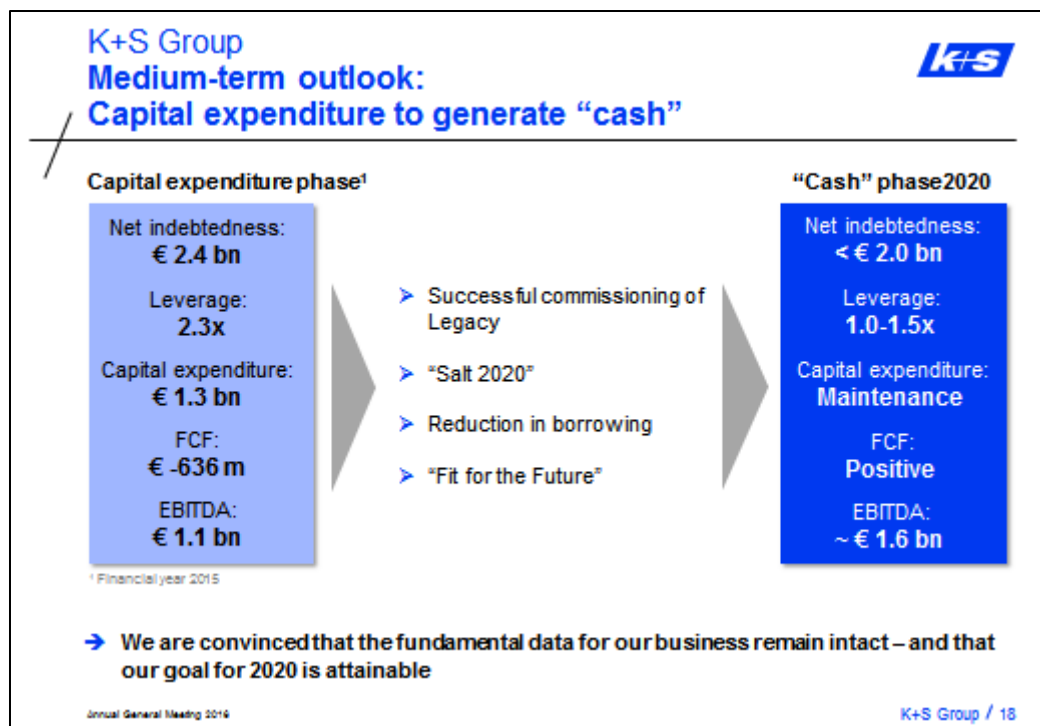 K+S Group
Medium-term outlook:
Capital expenditure to generate “cash”
k+s
Capital expenditure phase¹
Net indebtedness:
€ 2.4 bn
Leverage:
2.3x
Capital expenditure:
€ 1.3 bn
FCF:
€ -636 m
EBITDA:
€ 1.1 bn
¹ Financial year 2015
➢ Successful commissioning of
Legacy
➢ “Salt 2020”
➢ Reduction in borrowing
➢ “Fit for the Future”
“Cash” phase 2020
Net indebtedness:
< € 2.0 bn
Leverage:
1.0-1.5x
Capital expenditure:
Maintenance
FCF:
Positive
EBITDA:
~ € 1.6 bn
➔ We are convinced that the fundamental data for our business remain intact – and that
our goal for 2020 is attainable
Annual General Meeting 2016
K+S Group / 18